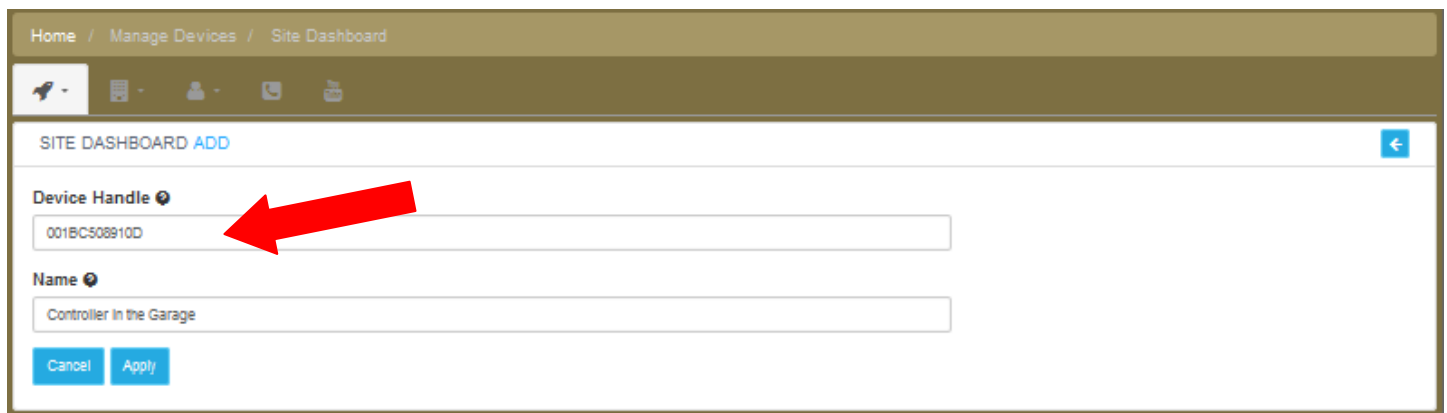 Home / Manage Devices / Site Dashboard
SITE DASHBOARD ADD
Device Handle
001BC508910D
Name
Controller in the Garage
Cancel Apply